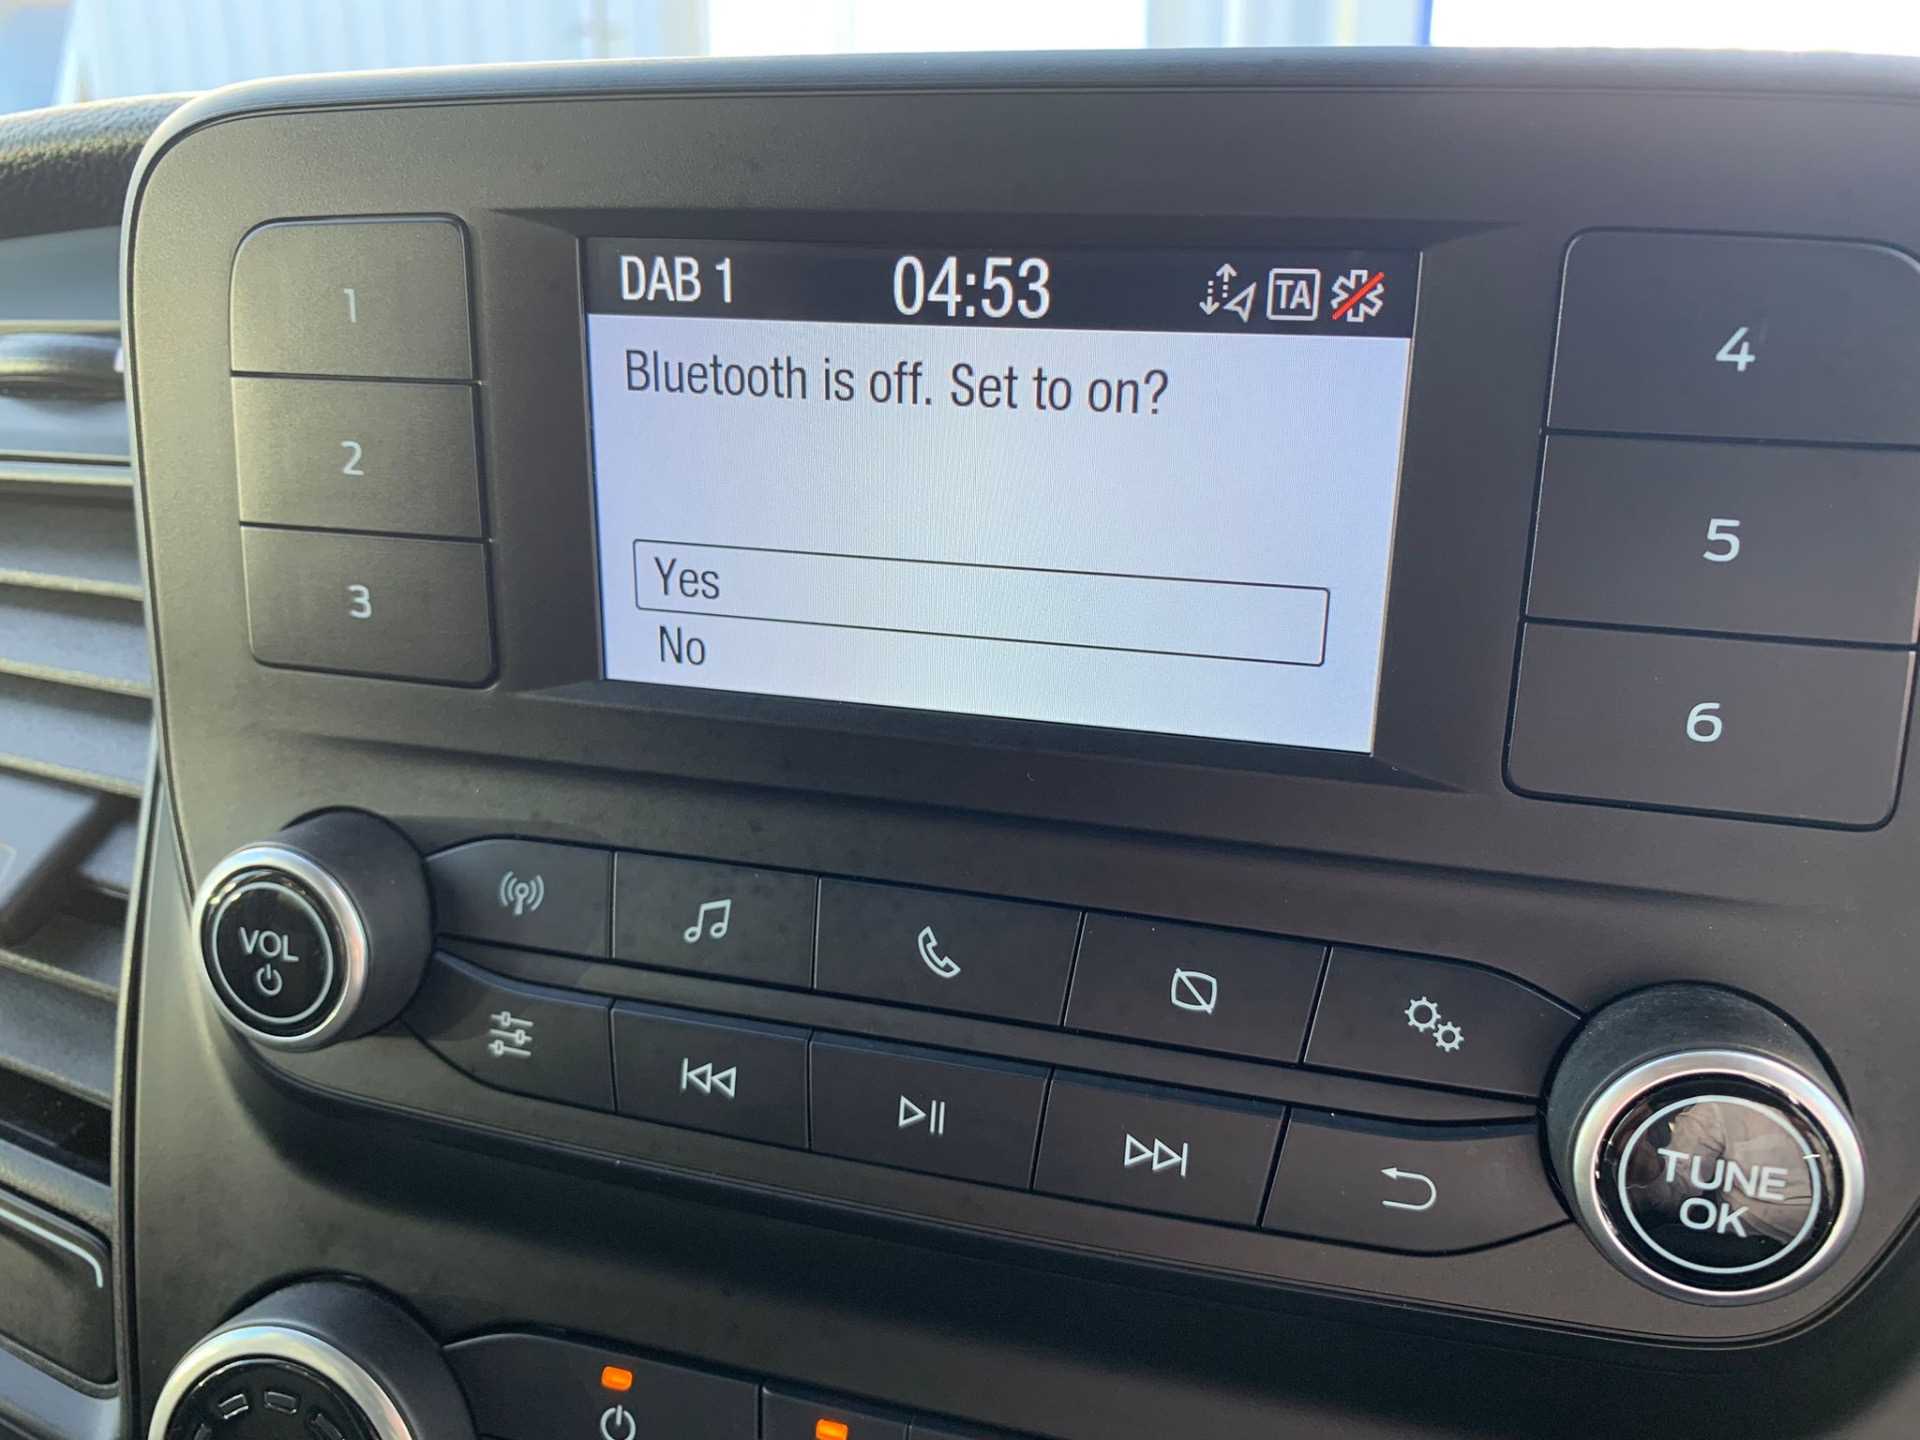 DAB 1 04:53 TA
Bluetooth is off. Set to on?
Yes
No
1
2
3
4
5
6
VOL
TUNE
OK